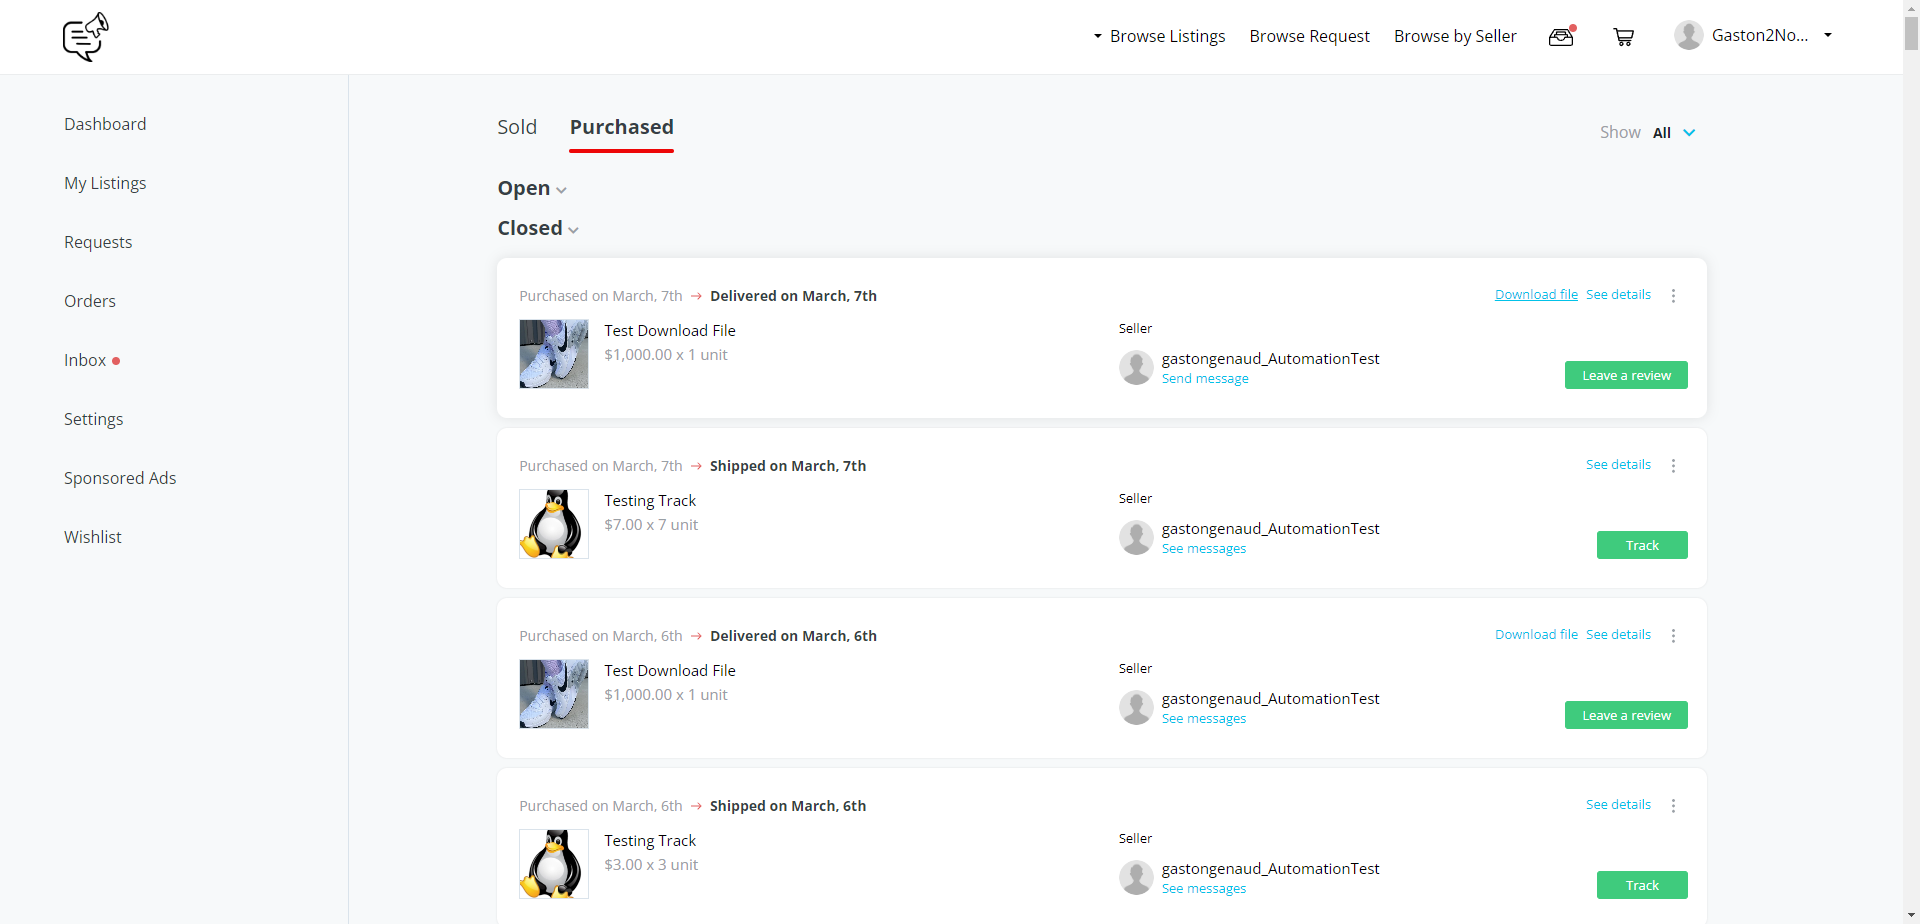 Browse Listings Browse Request Browse by Seller Gaston2No...
Dashboard
My Listings
Requests
Orders
Inbox
Settings
Sponsored Ads
Wishlist
Sold Purchased
Show All
Open
Closed
Purchased on March, 7th → Delivered on March, 7th Download file See details
Test Download File
$1,000.00 x 1 unit
Seller
gastongenaud_AutomationTest
Send message
Leave a review
Purchased on March, 7th → Shipped on March, 7th See details
Testing Track
$7.00 x 7 unit
Seller
gastongenaud_AutomationTest
See messages
Track
Purchased on March, 6th → Delivered on March, 6th Download file See details
Test Download File
$1,000.00 x 1 unit
Seller
gastongenaud_AutomationTest
See messages
Leave a review
Purchased on March, 6th → Shipped on March, 6th See details
Testing Track
$3.00 x 3 unit
Seller
gastongenaud_AutomationTest
See messages
Track